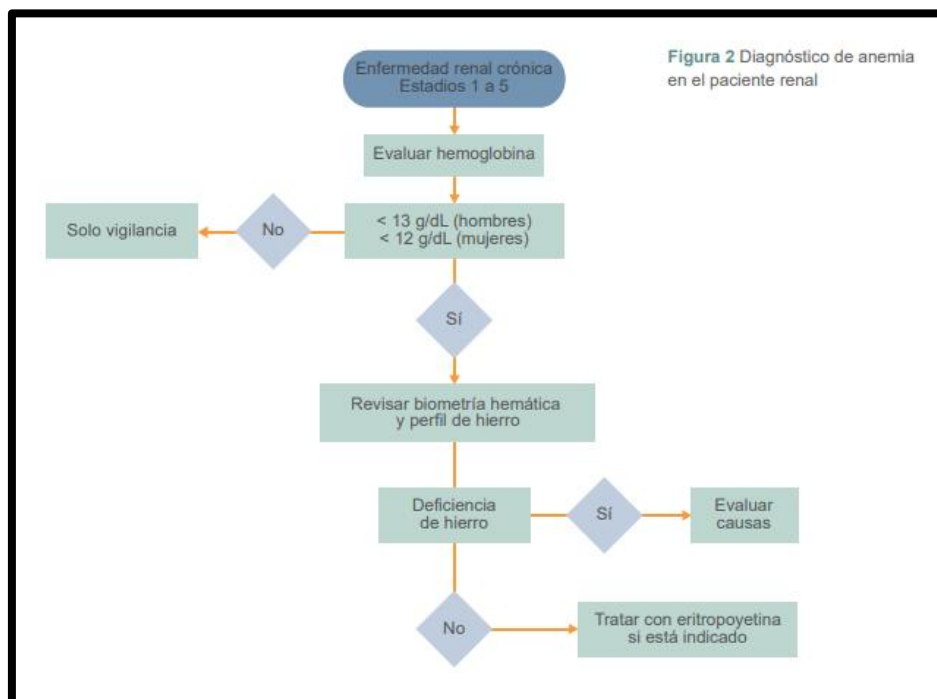 Figura 2 Diagnóstico de anemia
en el paciente renal
Enfermedad renal crónica
Estadios 1 a 5
Evaluar hemoglobina
< 13 g/dL (hombres)
< 12 g/dL (mujeres)
No
Solo vigilancia
Sí
Revisar biometría hemática
y perfil de hierro
Deficiencia
de hierro
Sí
Evaluar
causas
No
Tratar con eritropoyetina
si está indicado